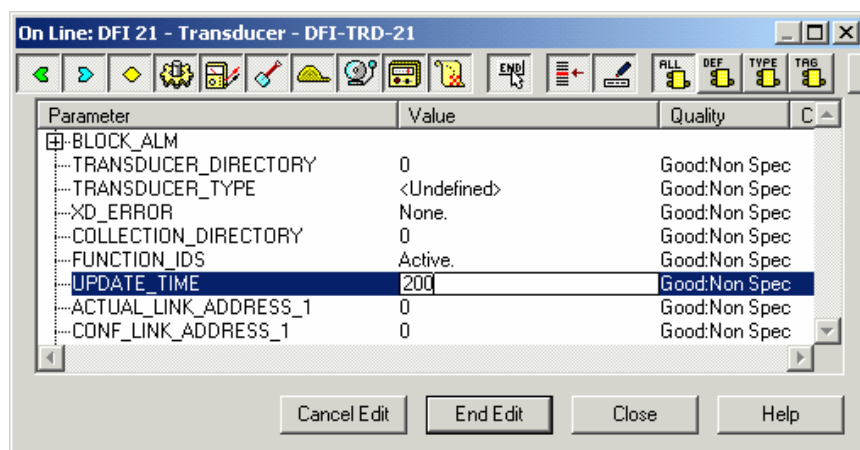 On Line: DFI 21 - Transducer - DFI-TRD-21
END ALL DEF TYPE TAG
Parameter Value Quality C
BLOCK_ALM
TRANSDUCER_DIRECTORY 0 Good:Non Spec
TRANSDUCER_TYPE <Undefined> Good:Non Spec
XD_ERROR None. Good:Non Spec
COLLECTION_DIRECTORY 0 Good:Non Spec
FUNCTION_IDS Active. Good:Non Spec
UPDATE_TIME 200 Good:Non Spec
ACTUAL_LINK_ADDRESS_1 0 Good:Non Spec
CONF_LINK_ADDRESS_1 0 Good:Non Spec
Cancel Edit End Edit Close Help